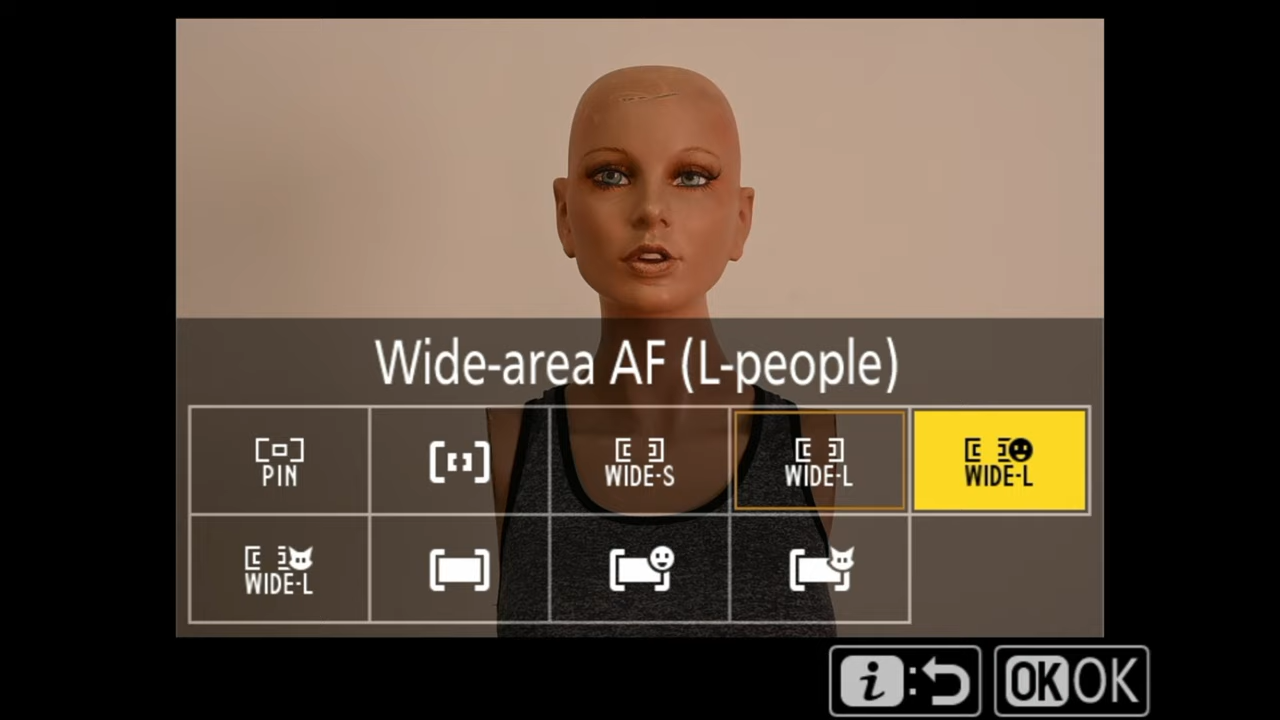 Wide-area AF (L-people)
PIN
WIDE-S
WIDE-L
WIDE-L
WIDE-L
i:
OK OK